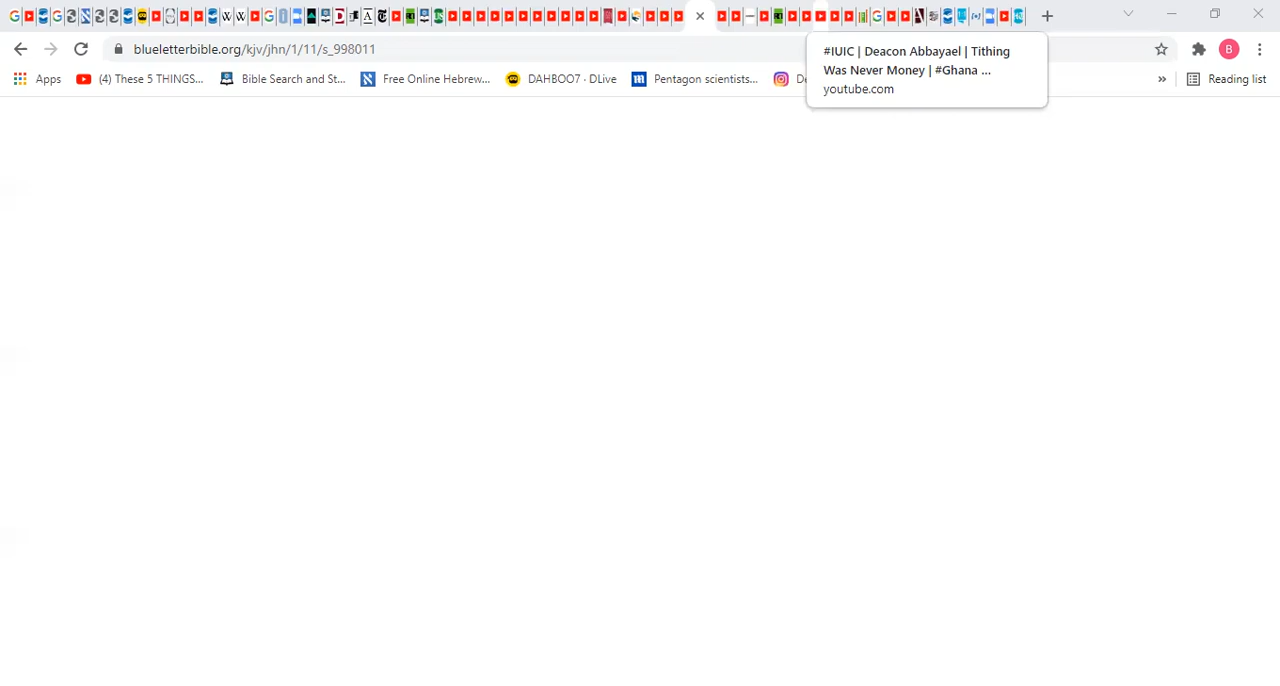 blueletterbible.org/kjv/jhn/1/11/s_998011
B
#IUIC | Deacon Abbayael | Tithing
Was Never Money | #Ghana ...
youtube.com
Apps
(4) These 5 THINGS...
Bible Search and St...
Free Online Hebrew...
DAHBOO7 · DLive
Pentagon scientists...
De
»
Reading list